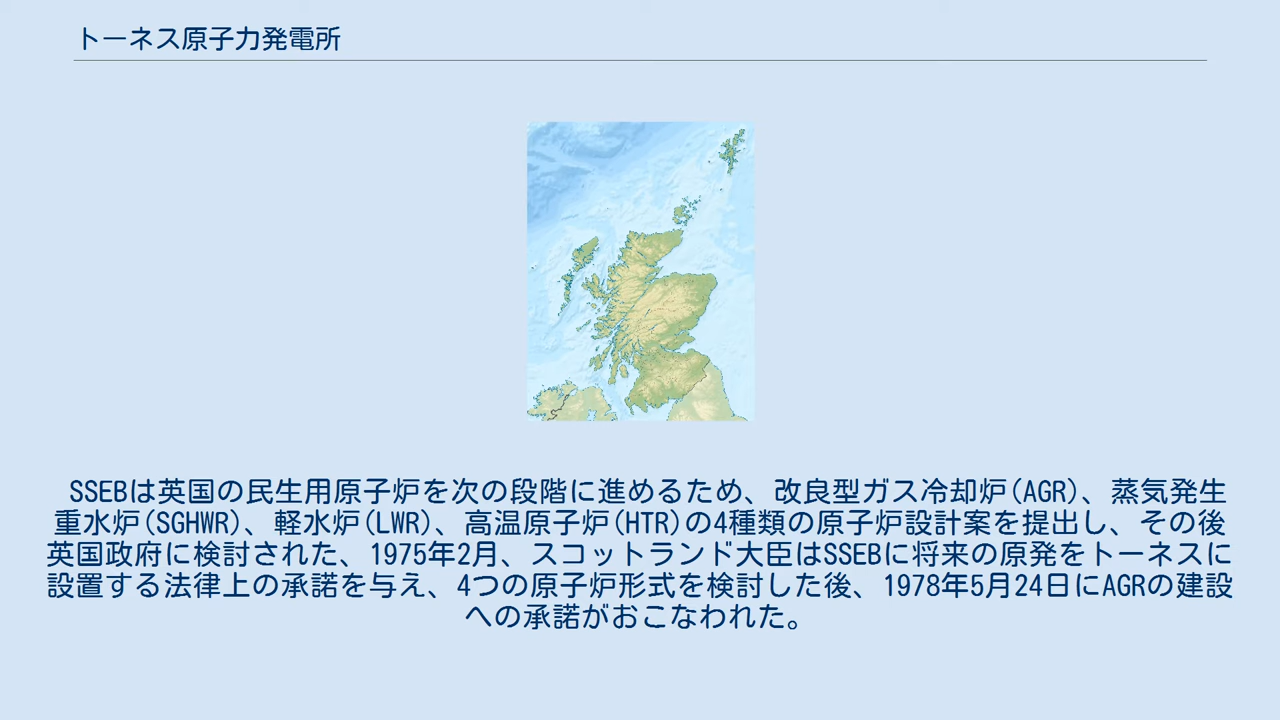 トーネス原子力発電所
SSEBは英国の民生用原子炉を次の段階に進めるため、改良型ガス冷却炉(AGR)、蒸気発生
重水炉(SGHWR)、軽水炉(LWR)、高温原子炉(HTR)の4種類の原子炉設計案を提出し、その後
英国政府に検討された、1975年2月、スコットランド大臣はSSEBに将来の原発をトーネスに
設置する法律上の承諾を与え、4つの原子炉形式を検討した後、1978年5月24日にAGRの建設
への承諾がおこなわれた。